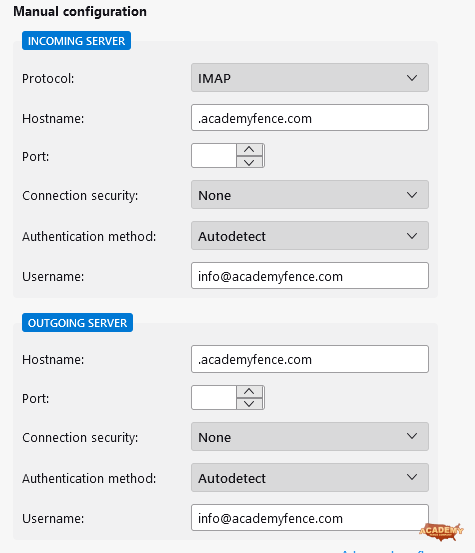 Manual configuration
INCOMING SERVER
Protocol: IMAP
Hostname: .academyfence.com
Port:
Connection security: None
Authentication method: Autodetect
Username: info@academyfence.com
OUTGOING SERVER
Hostname: .academyfence.com
Port:
Connection security: None
Authentication method: Autodetect
Username: info@academyfence.com
ACADEMY